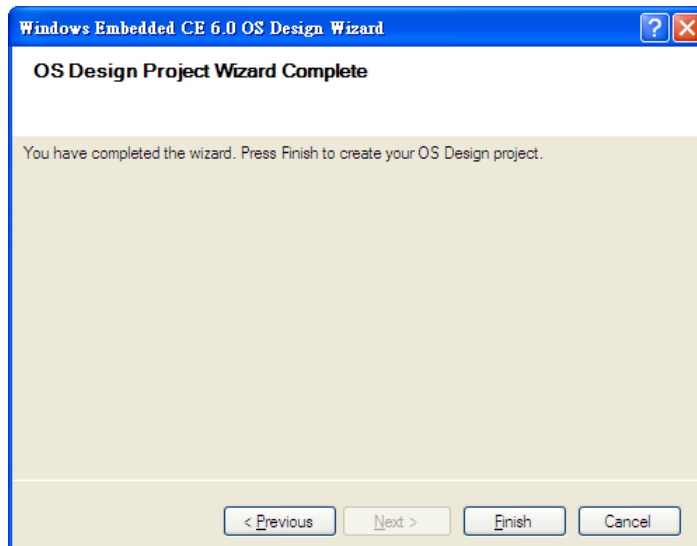 Windows Embedded CE 6.0 OS Design Wizard
OS Design Project Wizard Complete
You have completed the wizard. Press Finish to create your OS Design project.
< Previous Next > Finish Cancel